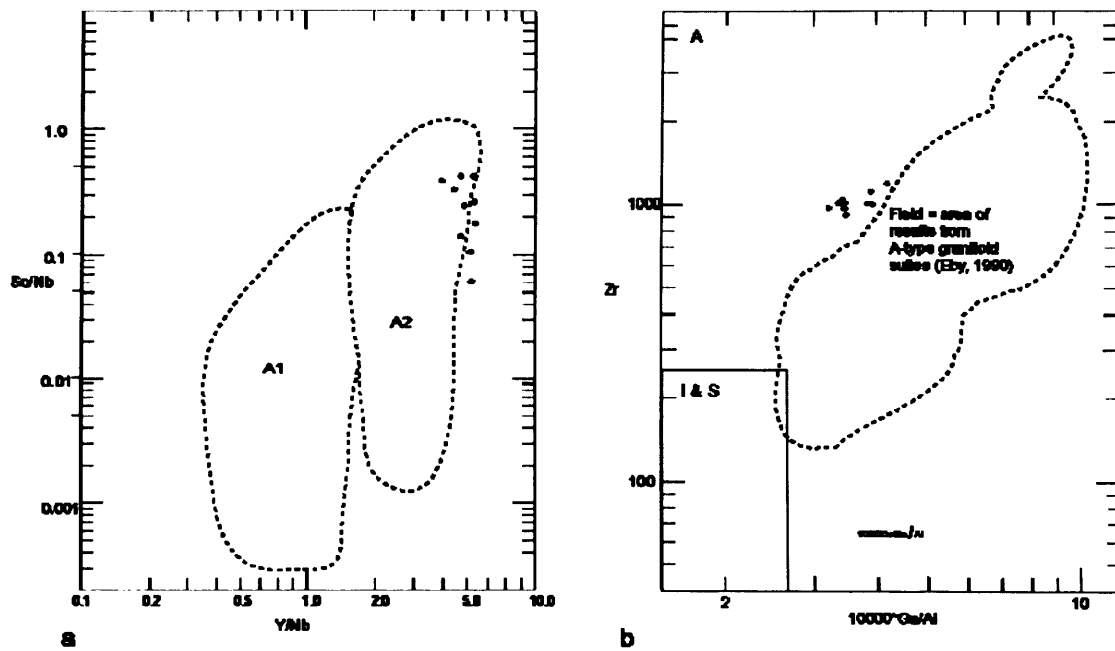 1.0
0.1
Sc/Nb
0.01
0.001
A1
A2
0.1 0.2 0.5 1.0 2.0 5.0 10.0
Y/Nb
a
A
1000
Zr
Field = area of
results from
A-type granitoid
suites (Eby, 1990)
I & S
100
2 10
10000*Ga/Al
b